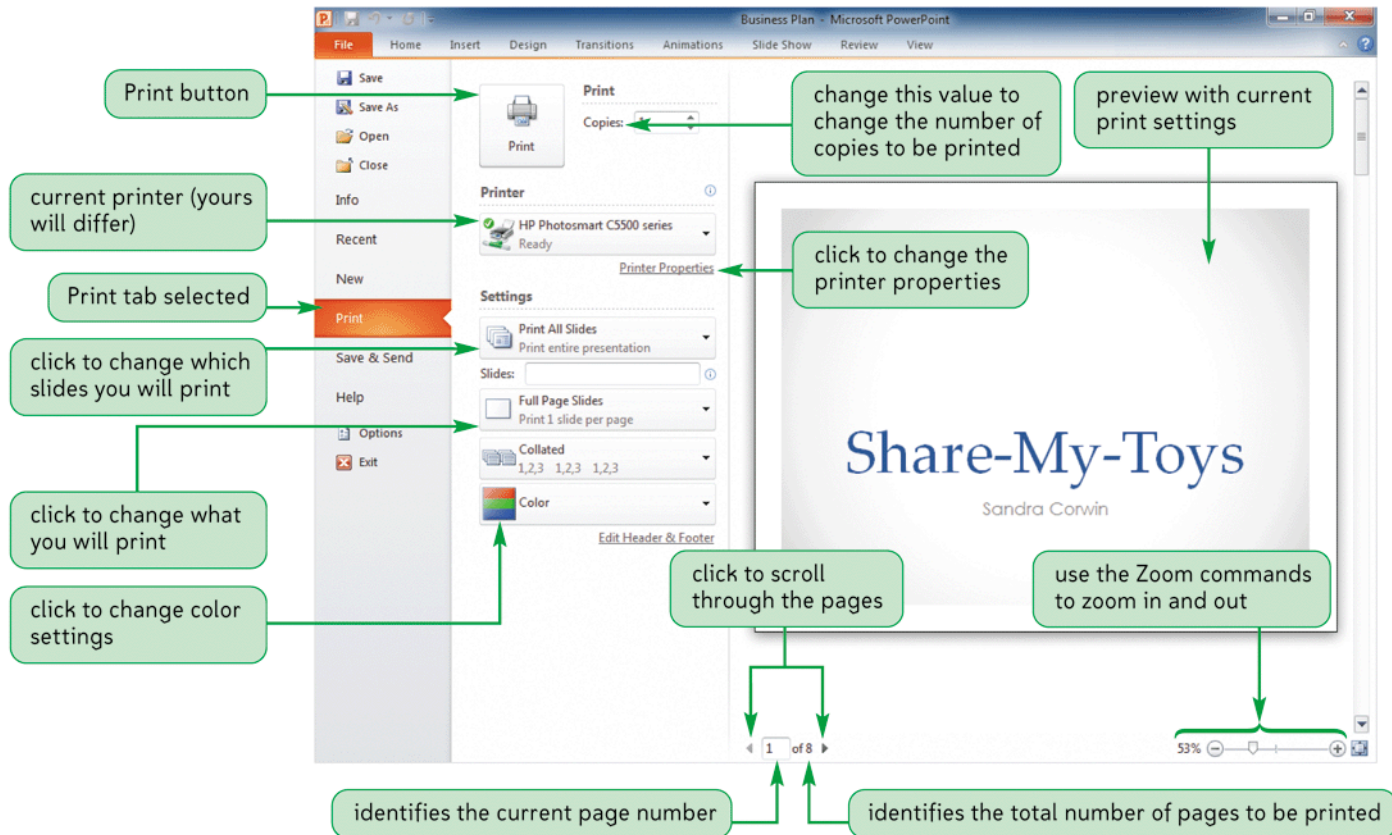 Business Plan - Microsoft PowerPoint
File Home Insert Design Transitions Animations Slide Show Review View
Save
Save As
Open
Close
Info
Recent
New
Print
Save & Send
Help
Options
Exit
Print
Print
Copies:
Printer
HP Photosmart C5500 series
Ready
Printer Properties
Settings
Print All Slides
Print entire presentation
Slides:
Full Page Slides
Print 1 slide per page
Collated
1,2,3 1,2,3 1,2,3
Color
Edit Header & Footer
Share-My-Toys
Sandra Corwin
1 of 8
53%
Print button
current printer (yours
will differ)
Print tab selected
click to change which
slides you will print
click to change what
you will print
click to change color
settings
change this value to
change the number of
copies to be printed
preview with current
print settings
click to change the
printer properties
click to scroll
through the pages
use the Zoom commands
to zoom in and out
identifies the current page number
identifies the total number of pages to be printed